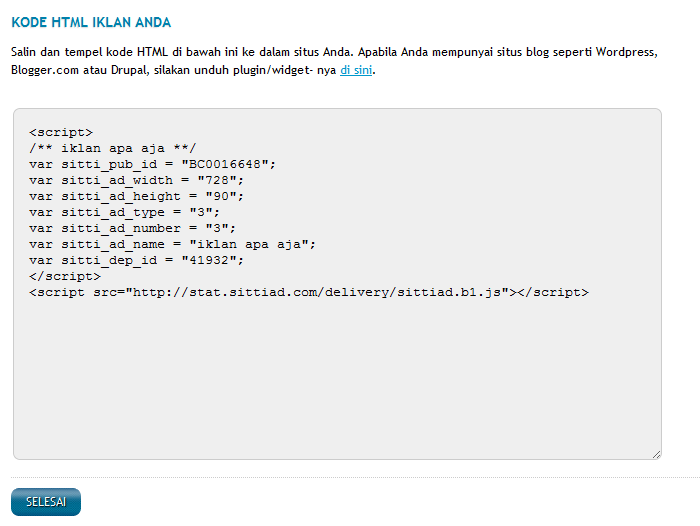 KODE HTML IKLAN ANDA
Salin dan tempel kode HTML di bawah ini ke dalam situs Anda. Apabila Anda mempunyai situs blog seperti Wordpress,
Blogger.com atau Drupal, silakan unduh plugin/widget- nya di sini.
<script>
/** iklan apa aja **/
var sitti_pub_id = "BC0016648";
var sitti_ad_width = "728";
var sitti_ad_height = "90";
var sitti_ad_type = "3";
var sitti_ad_number = "3";
var sitti_ad_name = "iklan apa aja";
var sitti_dep_id = "41932";
</script>
<script src="http://stat.sittiad.com/delivery/sittiad.b1.js"></script>
SELESAI